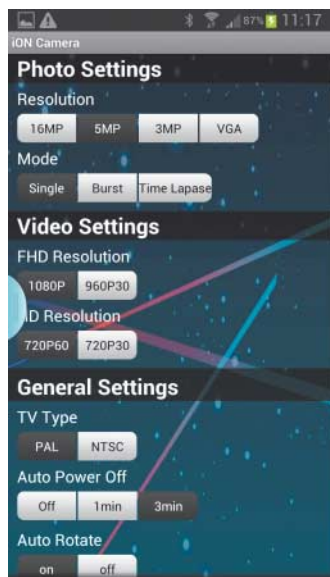 87% 11:17
iON Camera
Photo Settings
Resolution
16MP 5MP 3MP VGA
Mode
Single Burst Time Lapase
Video Settings
FHD Resolution
1080P 960P30
D Resolution
720P60 720P30
General Settings
TV Type
PAL NTSC
Auto Power Off
Off 1min 3min
Auto Rotate
on off